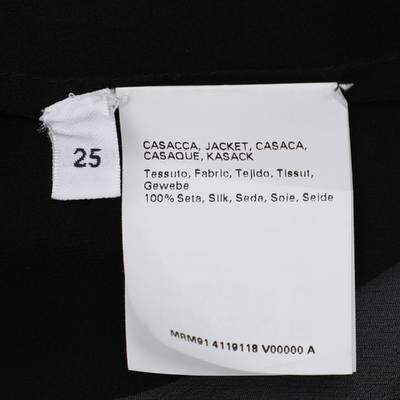 25
CASACCA, JACKET, CASACA,
CASAQUE, KASACK
Tessuto, Fabric, Tejido, Tissut,
Gewebe
100% Seta, Silk, Seda, Soie, Seide
MRM91 4119118 V00000 A